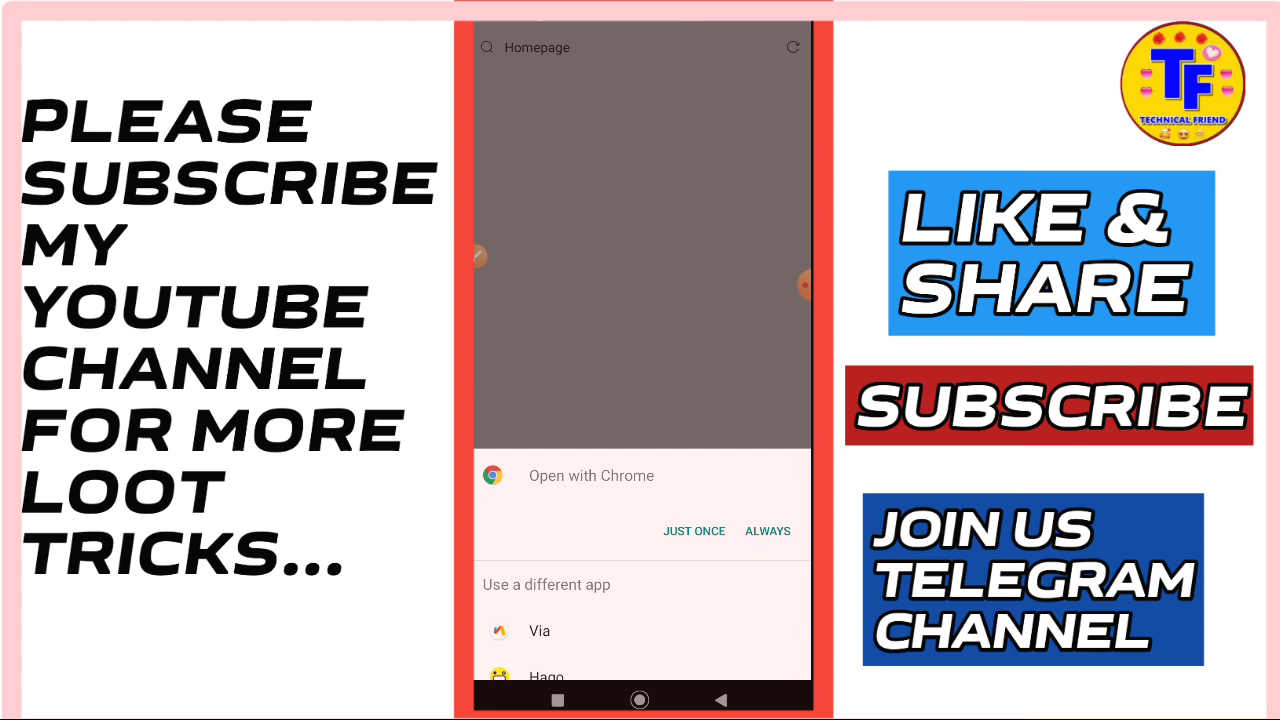 PLEASE
SUBSCRIBE
MY
YOUTUBE
CHANNEL
FOR MORE
LOOT
TRICKS...
Homepage
Open with Chrome
JUST ONCE ALWAYS
Use a different app
Via
Hago
TF
TECHNICAL FRIEND
LIKE &
SHARE
SUBSCRIBE
JOIN US
TELEGRAM
CHANNEL